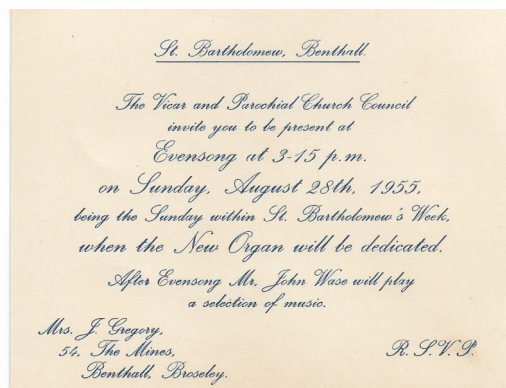 St. Bartholomew, Benthall.
The Vicar and Parochial Church Council
invite you to be present at
Evensong at 3-15 p.m.
on Sunday, August 28th, 1955,
being the Sunday within St. Bartholomew's Week,
when the New Organ will be dedicated.
After Evensong Mr. John Wase will play
a selection of music.
Mrs. J. Gregory,
54, The Mines,
Benthall, Broseley.
R.S.V.P.